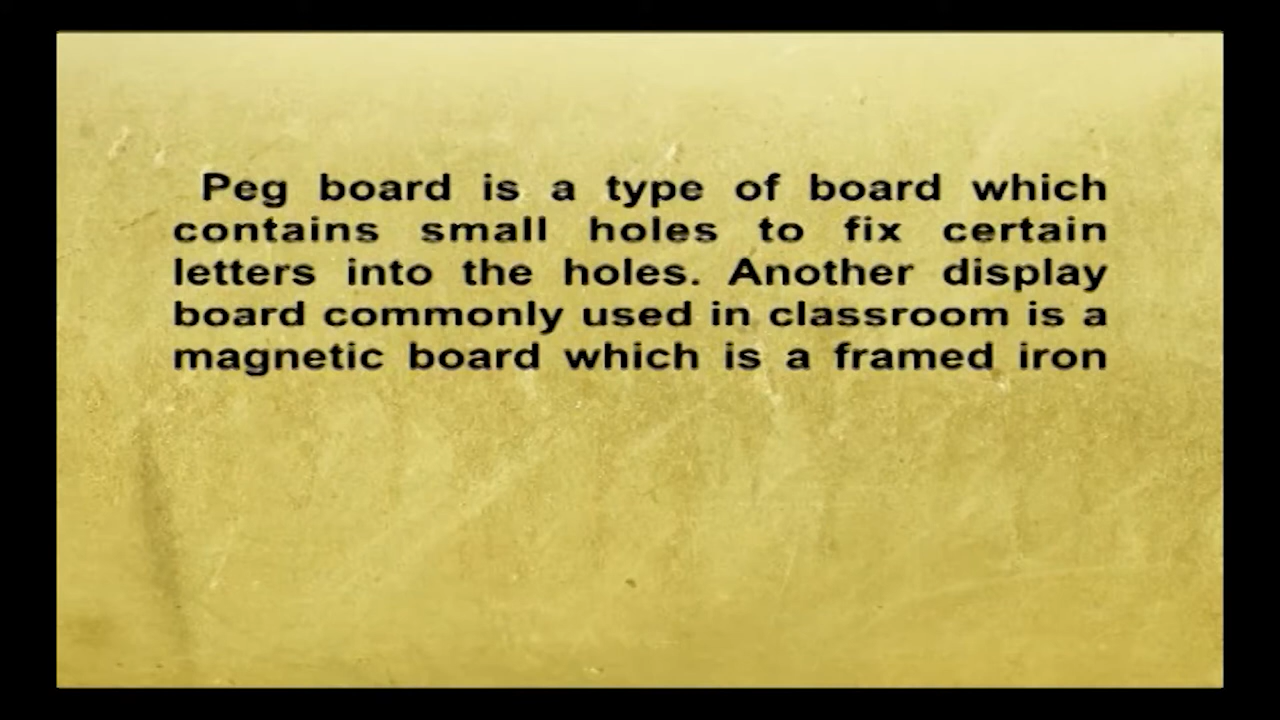 Peg board is a type of board which
contains small holes to fix certain
letters into the holes. Another display
board commonly used in classroom is a
magnetic board which is a framed iron